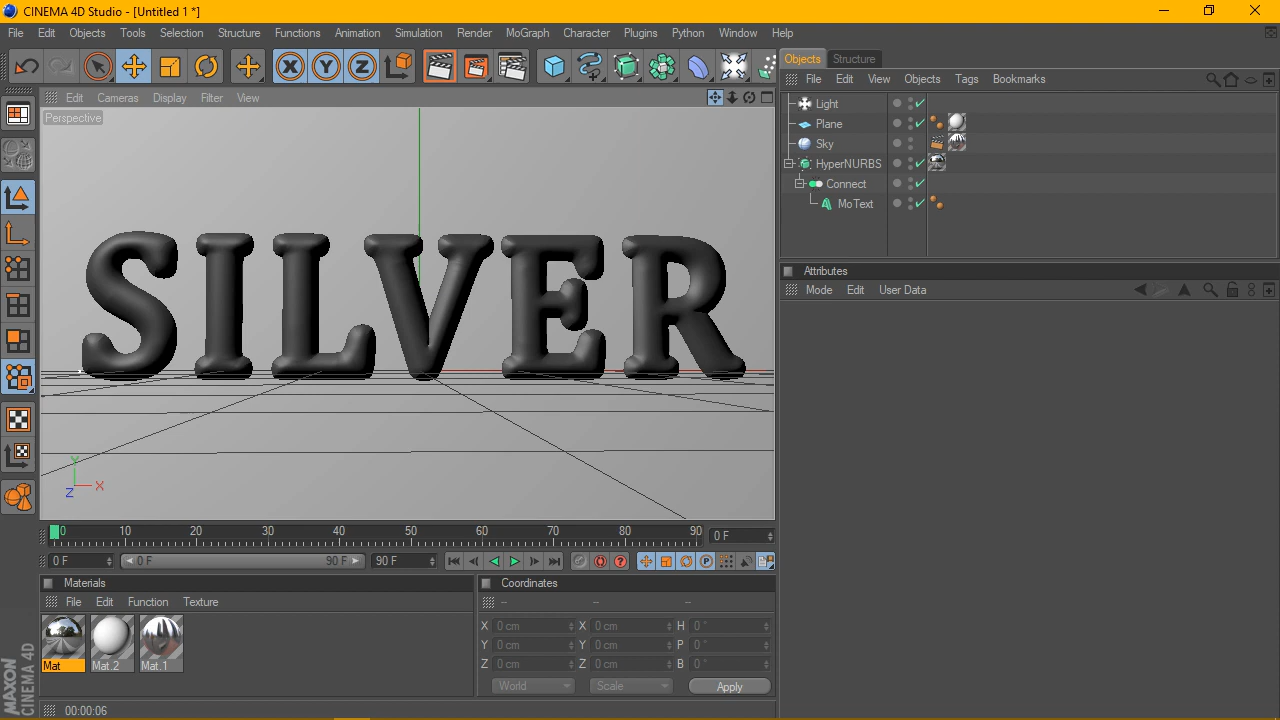 CINEMA 4D Studio - [Untitled 1 *]
File Edit Objects Tools Selection Structure Functions Animation Simulation Render MoGraph Character Plugins Python Window Help
X Y Z
Objects Structure
File Edit View Objects Tags Bookmarks
Edit Cameras Display Filter View
Perspective
Light
Plane
Sky
HyperNURBS
Connect
MoText
Attributes
Mode Edit User Data
SILVER
Y
X
Z
0 10 20 30 40 50 60 70 80 90 0 F
0 F 0 F 90 F 90 F
P
Materials
File Edit Function Texture
Mat Mat.2 Mat.1
Coordinates
– – –
X 0 cm X 0 cm H 0 °
Y 0 cm Y 0 cm P 0 °
Z 0 cm Z 0 cm B 0 °
World Scale Apply
MAXON
CINEMA 4D
00:00:06